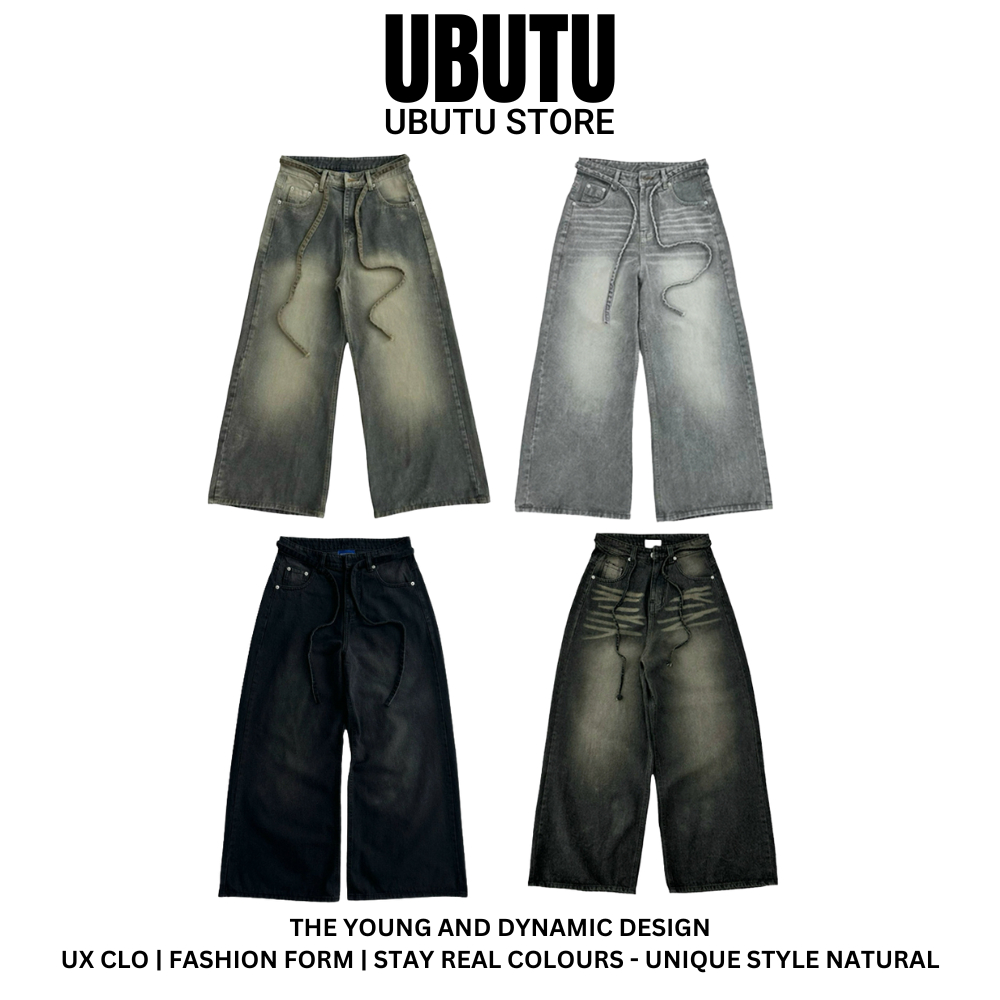 UBUTU
UBUTU STORE
THE YOUNG AND DYNAMIC DESIGN
UX CLO | FASHION FORM | STAY REAL COLOURS - UNIQUE STYLE NATURAL